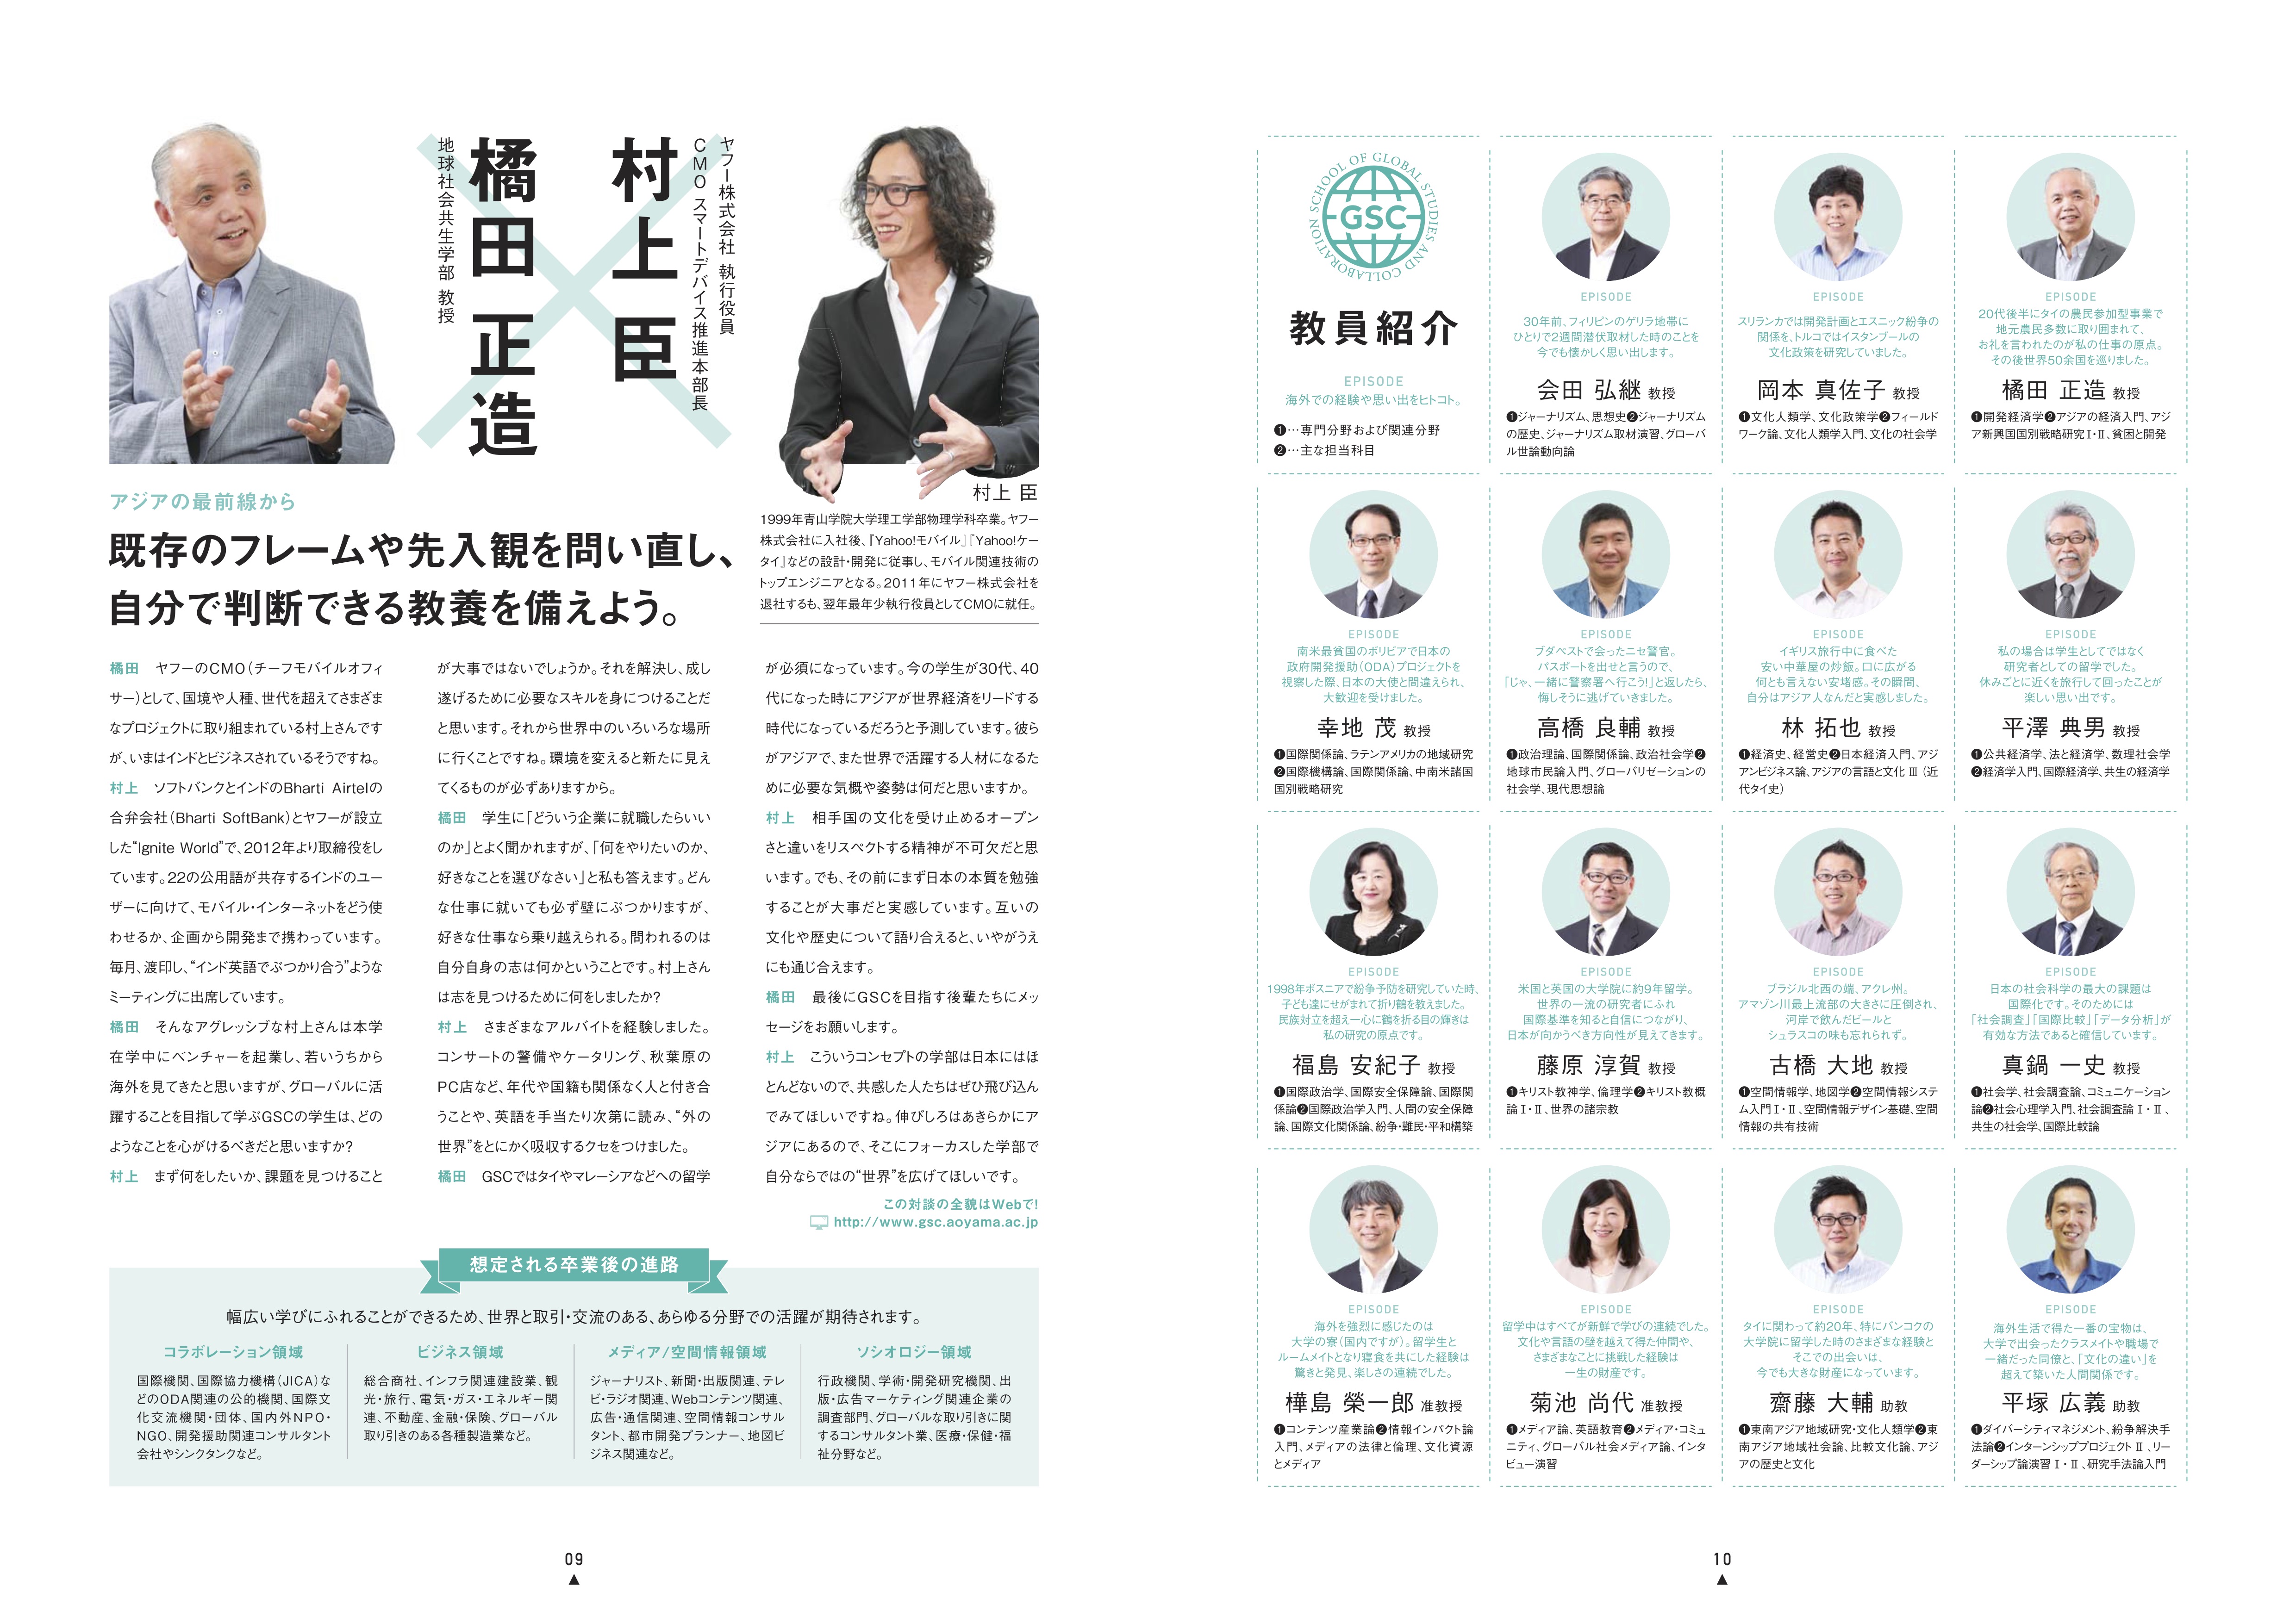 地球社会共生学部 教授
橘田 正造
村上 臣
ヤフー株式会社 執行役員
CMO スマートデバイス推進本部長
アジアの最前線から
既存のフレームや先入観を問い直し、
自分で判断できる教養を備えよう。
村上 臣
1999年青山学院大学理工学部物理学科卒業。ヤフー
株式会社に入社後、『Yahoo!モバイル』『Yahoo!ケー
タイ』などの設計・開発に従事し、モバイル関連技術の
トップエンジニアとなる。2011年にヤフー株式会社を
退社するも、翌年最年少執行役員としてCMOに就任。
橘田　ヤフーのCMO（チーフモバイルオフィ
サー）として、国境や人種、世代を超えてさまざま
なプロジェクトに取り組まれている村上さんです
が、いまはインドとビジネスされているそうですね。
村上　ソフトバンクとインドのBharti Airtelの
合弁会社（Bharti SoftBank）とヤフーが設立
した“Ignite World”で、2012年より取締役をし
ています。22の公用語が共存するインドのユー
ザーに向けて、モバイル・インターネットをどう使
わせるか、企画から開発まで携わっています。
毎月、渡印し、“インド英語でぶつかり合う”ような
ミーティングに出席しています。
橘田　そんなアグレッシブな村上さんは本学
在学中にベンチャーを起業し、若いうちから
海外を見てきたと思いますが、グローバルに活
躍することを目指して学ぶGSCの学生は、どの
ようなことを心がけるべきだと思いますか?
村上　まず何をしたいか、課題を見つけること
が大事ではないでしょうか。それを解決し、成し
遂げるために必要なスキルを身につけることだ
と思います。それから世界中のいろいろな場所
に行くことですね。環境を変えると新たに見え
てくるものが必ずありますから。
橘田　学生に「どういう企業に就職したらいい
のか」とよく聞かれますが、「何をやりたいのか、
好きなことを選びなさい」と私も答えます。どん
な仕事に就いても必ず壁にぶつかりますが、
好きな仕事なら乗り越えられる。問われるのは
自分自身の志は何かということです。村上さん
は志を見つけるために何をしましたか?
村上　さまざまなアルバイトを経験しました。
コンサートの警備やケータリング、秋葉原の
PC店など、年代や国籍も関係なく人と付き合
うことや、英語を手当たり次第に読み、“外の
世界”をとにかく吸収するクセをつけました。
橘田　GSCではタイやマレーシアなどへの留学
が必須になっています。今の学生が30代、40
代になった時にアジアが世界経済をリードする
時代になっているだろうと予測しています。彼ら
がアジアで、また世界で活躍する人材になるた
めに必要な気概や姿勢は何だと思いますか。
村上　相手国の文化を受け止めるオープン
さと違いをリスペクトする精神が不可欠だと思
います。でも、その前にまず日本の本質を勉強
することが大事だと実感しています。互いの
文化や歴史について語り合えると、いやがうえ
にも通じ合えます。
橘田　最後にGSCを目指す後輩たちにメッ
セージをお願いします。
村上　こういうコンセプトの学部は日本にはほ
とんどないので、共感した人たちはぜひ飛び込ん
でみてほしいですね。伸びしろはあきらかにア
ジアにあるので、そこにフォーカスした学部で
自分ならではの“世界”を広げてほしいです。
この対談の全貌はWebで!
http://www.gsc.aoyama.ac.jp
想定される卒業後の進路
幅広い学びにふれることができるため、世界と取引・交流のある、あらゆる分野での活躍が期待されます。
コラボレーション領域
国際機関、国際協力機構（JICA）な
どのODA関連の公的機関、国際文
化交流機関・団体、国内外NPO・
NGO、開発援助関連コンサルタント
会社やシンクタンクなど。
ビジネス領域
総合商社、インフラ関連建設業、観
光・旅行、電気・ガス・エネルギー関
連、不動産、金融・保険、グローバル
取り引きのある各種製造業など。
メディア/空間情報領域
ジャーナリスト、新聞・出版関連、テレ
ビ・ラジオ関連、Webコンテンツ関連、
広告・通信関連、空間情報コンサル
タント、都市開発プランナー、地図ビ
ジネス関連など。
ソシオロジー領域
行政機関、学術・開発研究機関、出
版・広告マーケティング関連企業の
調査部門、グローバルな取り引きに関
するコンサルタント業、医療・保健・福
祉分野など。
09
SCHOOL OF GLOBAL STUDIES AND COLLABORATION
GSC
教員紹介
EPISODE
海外での経験や思い出をヒトコト。
❶…専門分野および関連分野
❷…主な担当科目
EPISODE
30年前、フィリピンのゲリラ地帯に
ひとりで2週間潜伏取材した時のことを
今でも懐かしく思い出します。
会田 弘継 教授
❶ジャーナリズム、思想史❷ジャーナリズム
の歴史、ジャーナリズム取材演習、グローバ
ル世論動向論
EPISODE
スリランカでは開発計画とエスニック紛争の
関係を、トルコではイスタンブールの
文化政策を研究していました。
岡本 真佐子 教授
❶文化人類学、文化政策学❷フィールド
ワーク論、文化人類学入門、文化の社会学
EPISODE
20代後半にタイの農民参加型事業で
地元農民多数に取り囲まれて、
お礼を言われたのが私の仕事の原点。
その後世界50余国を巡りました。
橘田 正造 教授
❶開発経済学❷アジアの経済入門、アジ
ア新興国国別戦略研究Ⅰ・Ⅱ、貧困と開発
EPISODE
南米最貧国のボリビアで日本の
政府開発援助（ODA）プロジェクトを
視察した際、日本の大使と間違えられ、
大歓迎を受けました。
幸地 茂 教授
❶国際関係論、ラテンアメリカの地域研究
❷国際機構論、国際関係論、中南米諸国
国別戦略研究
EPISODE
ブダペストで会ったニセ警官。
パスポートを出せと言うので、
「じゃ、一緒に警察署へ行こう!」と返したら、
悔しそうに逃げていきました。
高橋 良輔 教授
❶政治理論、国際関係論、政治社会学❷
地球市民論入門、グローバリゼーションの
社会学、現代思想論
EPISODE
イギリス旅行中に食べた
安い中華屋の炒飯。口に広がる
何とも言えない安堵感。その瞬間、
自分はアジア人なんだと実感しました。
林 拓也 教授
❶経済史、経営史❷日本経済入門、アジ
アンビジネス論、アジアの言語と文化 Ⅲ（近
代タイ史）
EPISODE
私の場合は学生としてではなく
研究者としての留学でした。
休みごとに近くを旅行して回ったことが
楽しい思い出です。
平澤 典男 教授
❶公共経済学、法と経済学、数理社会学
❷経済学入門、国際経済学、共生の経済学
EPISODE
1998年ボスニアで紛争予防を研究していた時、
子ども達にせがまれて折り鶴を教えました。
民族対立を超え一心に鶴を折る目の輝きは
私の研究の原点です。
福島 安紀子 教授
❶国際政治学、国際安全保障論、国際関
係論❷国際政治学入門、人間の安全保障
論、国際文化関係論、紛争・難民・平和構築
EPISODE
米国と英国の大学院に約9年留学。
世界の一流の研究者にふれ
国際基準を知ると自信につながり、
日本が向かうべき方向性が見えてきます。
藤原 淳賀 教授
❶キリスト教神学、倫理学❷キリスト教概
論Ⅰ・Ⅱ、世界の諸宗教
EPISODE
ブラジル北西の端、アクレ州。
アマゾン川最上流部の大きさに圧倒され、
河岸で飲んだビールと
シュラスコの味も忘れられず。
古橋 大地 教授
❶空間情報学、地図学❷空間情報システ
ム入門Ⅰ・Ⅱ、空間情報デザイン基礎、空間
情報の共有技術
EPISODE
日本の社会科学の最大の課題は
国際化です。そのためには
「社会調査」「国際比較」「データ分析」が
有効な方法であると確信しています。
真鍋 一史 教授
❶社会学、社会調査論、コミュニケーション
論❷社会心理学入門、社会調査論Ⅰ・Ⅱ、
共生の社会学、国際比較論
EPISODE
海外を強烈に感じたのは
大学の寮（国内ですが）。留学生と
ルームメイトとなり寝食を共にした経験は
驚きと発見、楽しさの連続でした。
樺島 榮一郎 准教授
❶コンテンツ産業論❷情報インパクト論
入門、メディアの法律と倫理、文化資源
とメディア
EPISODE
留学中はすべてが新鮮で学びの連続でした。
文化や言語の壁を越えて得た仲間や、
さまざまなことに挑戦した経験は
一生の財産です。
菊池 尚代 准教授
❶メディア論、英語教育❷メディア・コミュ
ニティ、グローバル社会メディア論、インタ
ビュー演習
EPISODE
タイに関わって約20年、特にバンコクの
大学院に留学した時のさまざまな経験と
そこでの出会いは、
今でも大きな財産になっています。
齋藤 大輔 助教
❶東南アジア地域研究・文化人類学❷東
南アジア地域社会論、比較文化論、アジ
アの歴史と文化
EPISODE
海外生活で得た一番の宝物は、
大学で出会ったクラスメイトや職場で
一緒だった同僚と、「文化の違い」を
超えて築いた人間関係です。
平塚 広義 助教
❶ダイバーシティマネジメント、紛争解決手
法論❷インターンシッププロジェクトⅡ、リー
ダーシップ論演習Ⅰ・Ⅱ、研究手法論入門
10